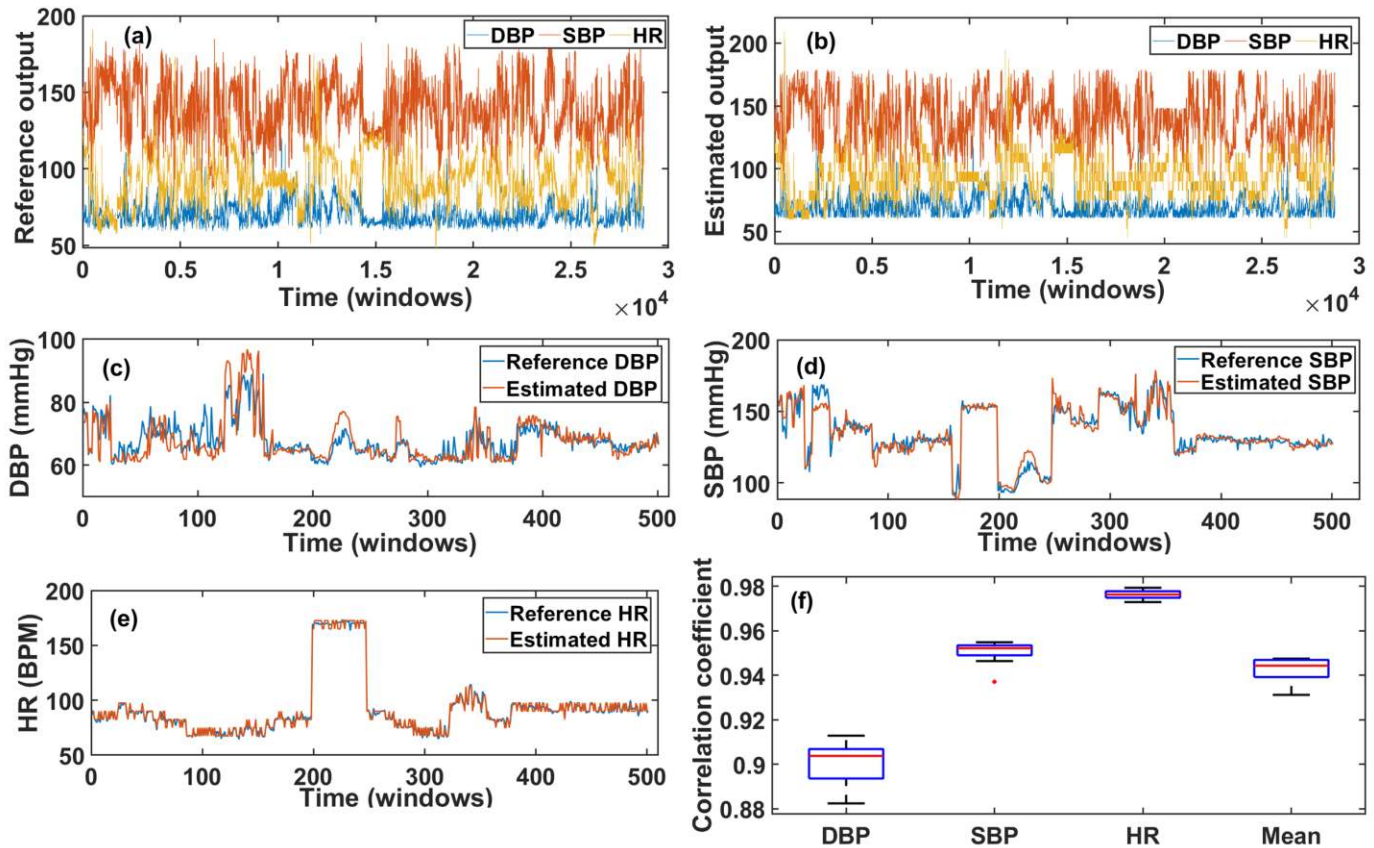 (a)
DBP SBP HR
Reference output
200
150
100
50
0 0.5 1 1.5 2 2.5 3
Time (windows)
×10⁴
(b)
DBP SBP HR
Estimated output
200
150
100
50
0 0.5 1 1.5 2 2.5 3
Time (windows)
×10⁴
(c)
Reference DBP
Estimated DBP
DBP (mmHg)
100
80
60
0 100 200 300 400 500
Time (windows)
(d)
Reference SBP
Estimated SBP
SBP (mmHg)
200
150
100
0 100 200 300 400 500
Time (windows)
(e)
Reference HR
Estimated HR
HR (BPM)
200
150
100
50
0 100 200 300 400 500
Time (windows)
(f)
Correlation coefficient
0.98
0.96
0.94
0.92
0.9
0.88
DBP SBP HR Mean